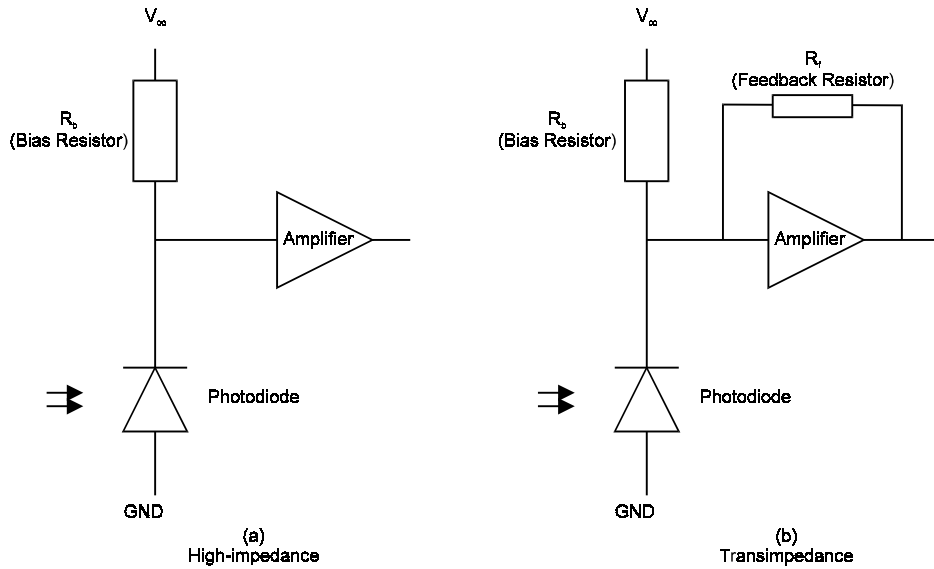 Vcc
Rb
(Bias Resistor)
Amplifier
Photodiode
GND
(a)
High-impedance
Vcc
Rf
(Feedback Resistor)
Rb
(Bias Resistor)
Amplifier
Photodiode
GND
(b)
Transimpedance